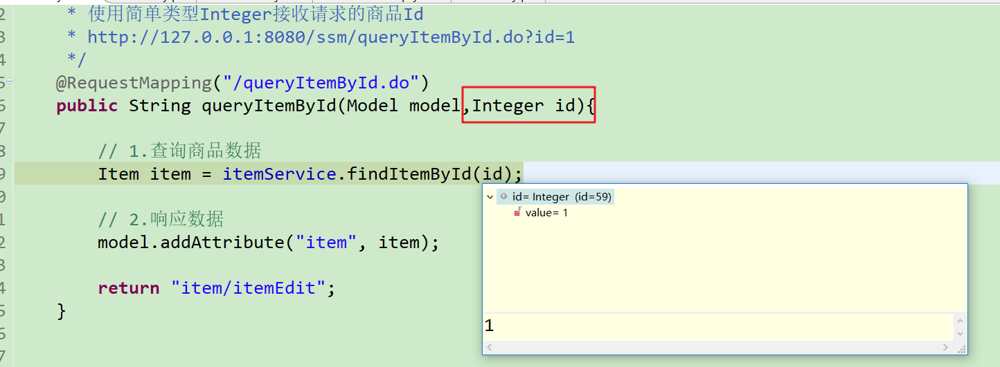 * 使用简单类型Integer接收请求的商品Id
* http://127.0.0.1:8080/ssm/queryItemById.do?id=1
*/
@RequestMapping("/queryItemById.do")
public String queryItemById(Model model,Integer id){
// 1.查询商品数据
Item item = itemService.findItemById(id);
id= Integer (id=59)
value= 1
// 2.响应数据
model.addAttribute("item", item);
return "item/itemEdit";
}
1